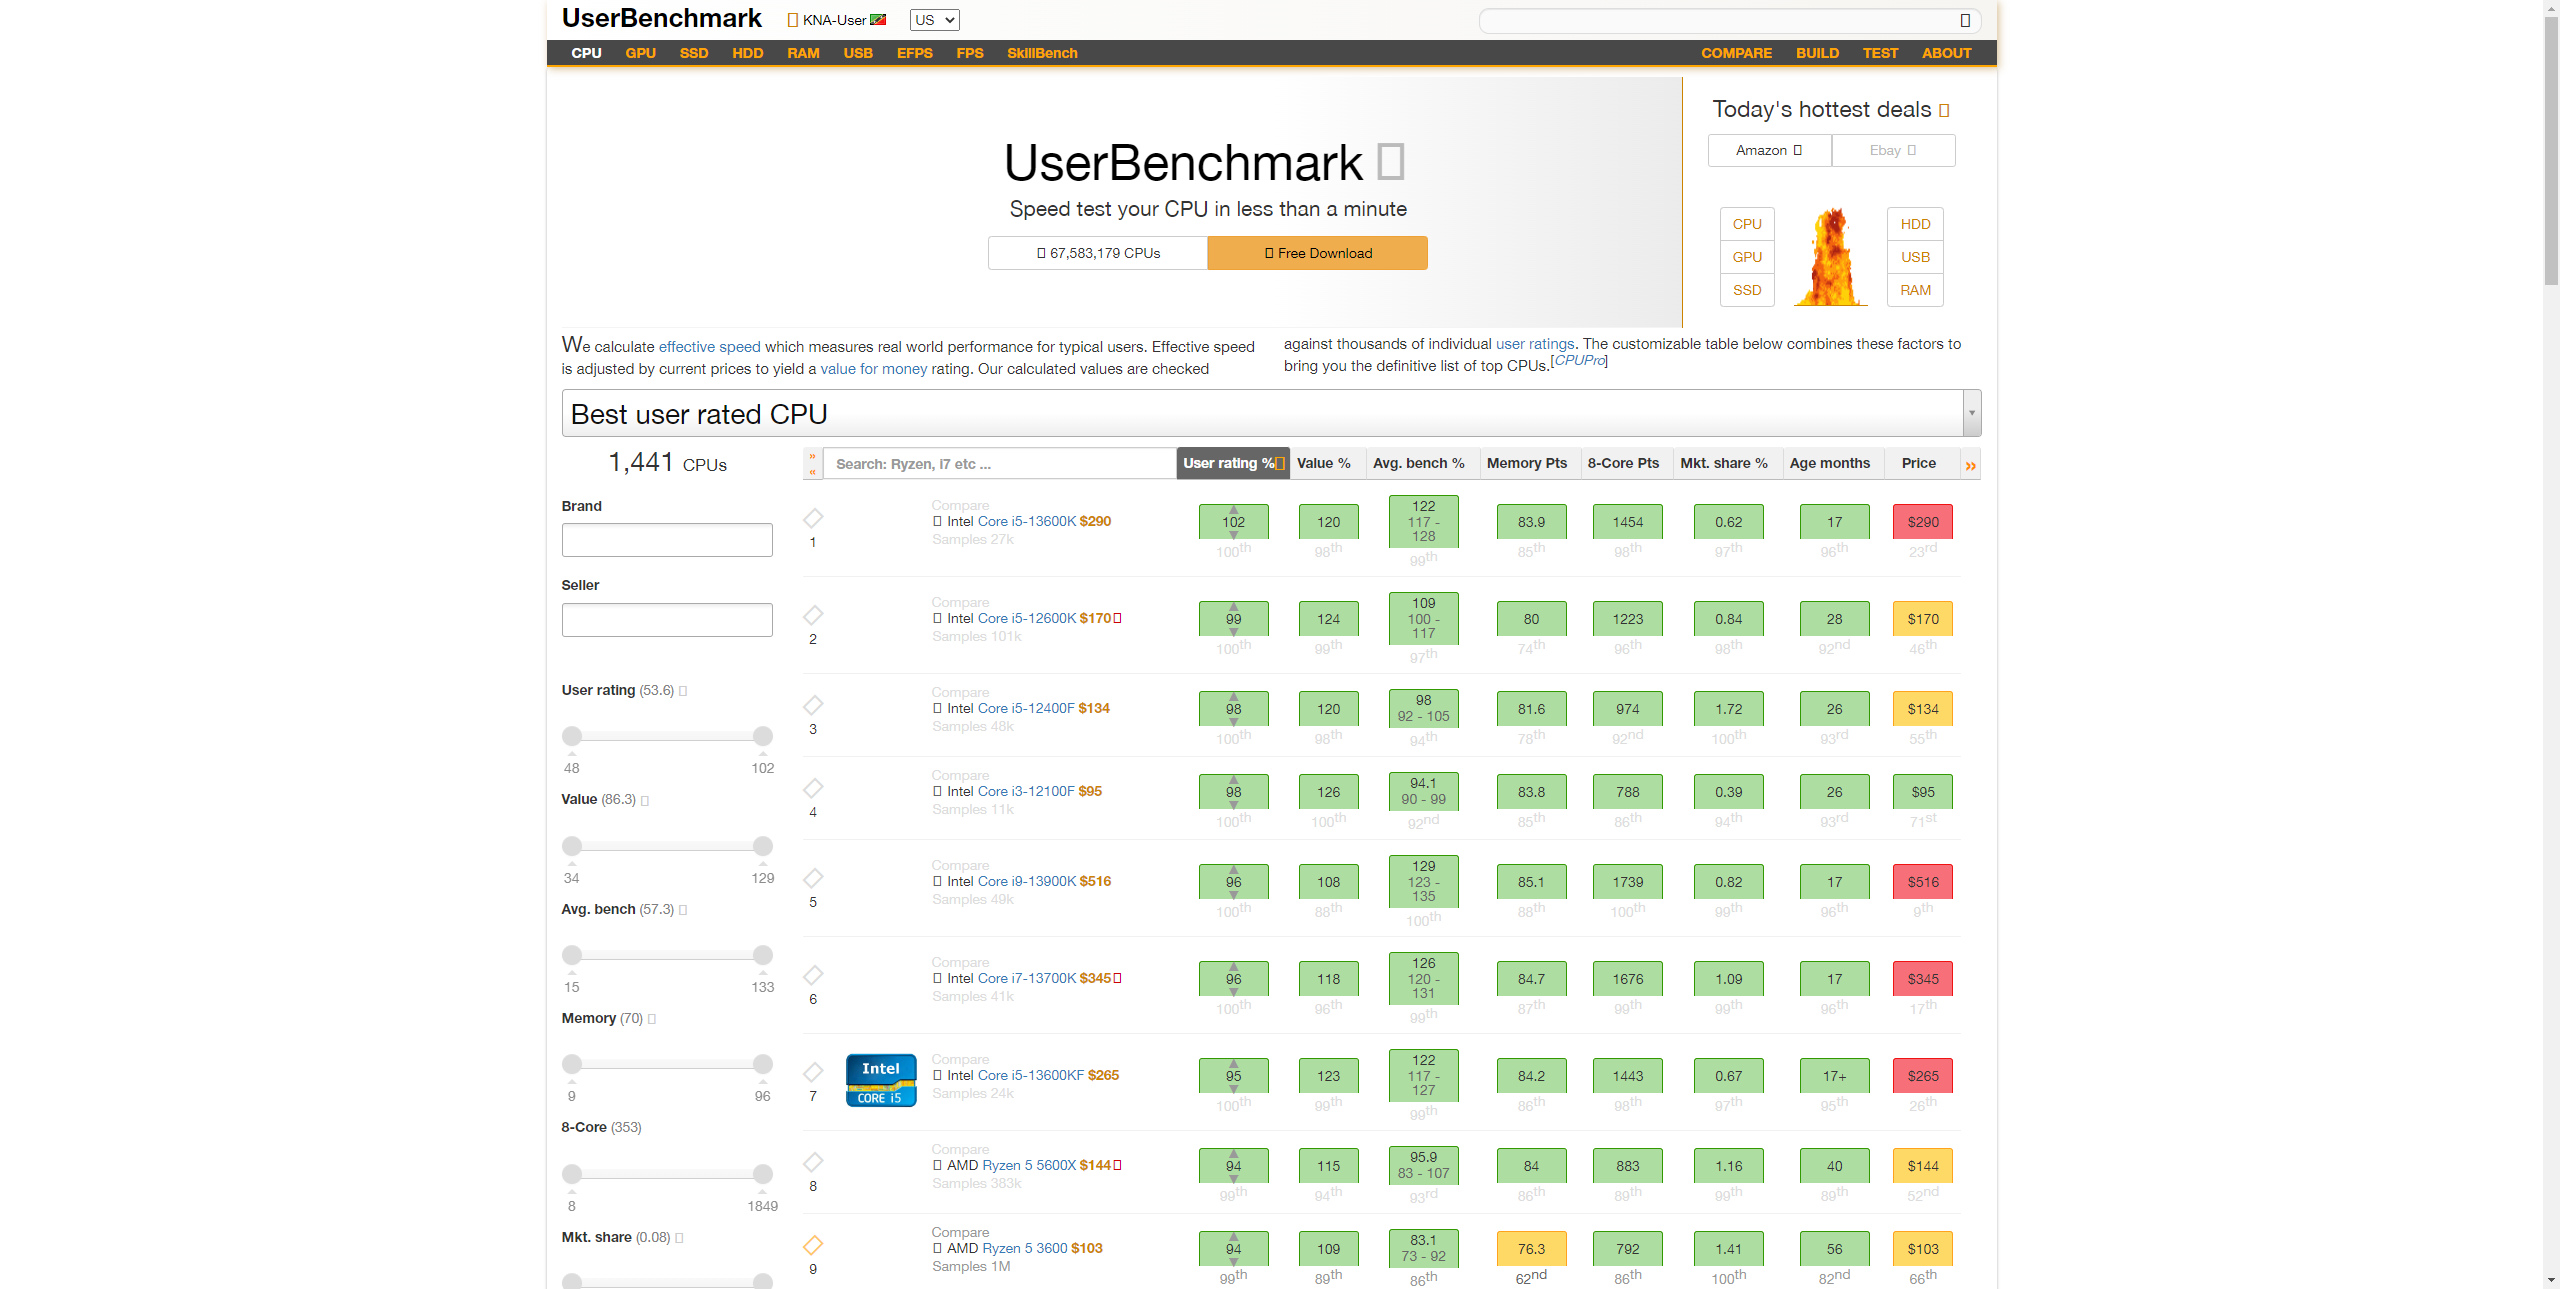 UserBenchmark KNA-User US
CPU GPU SSD HDD RAM USB EFPS FPS SkillBench COMPARE BUILD TEST ABOUT
UserBenchmark
Speed test your CPU in less than a minute
67,583,179 CPUs Free Download
Today's hottest deals
Amazon Ebay
CPU HDD
GPU USB
SSD RAM
We calculate effective speed which measures real world performance for typical users. Effective speed
is adjusted by current prices to yield a value for money rating. Our calculated values are checked
against thousands of individual user ratings. The customizable table below combines these factors to
bring you the definitive list of top CPUs.[CPUPro]
Best user rated CPU
1,441 CPUs
Brand
Seller
User rating (53.6)
48 102
Value (86.3)
34 129
Avg. bench (57.3)
15 133
Memory (70)
9 96
8-Core (353)
8 1849
Mkt. share (0.08)
» « Search: Ryzen, i7 etc ... User rating % Value % Avg. bench % Memory Pts 8-Core Pts Mkt. share % Age months Price »
Compare
1 Intel Core i5-13600K $290
Samples 27k
102 120 122 83.9 1454 0.62 17 $290
117 -
128
100th 98th 99th 85th 98th 97th 96th 23rd
Compare
2 Intel Core i5-12600K $170
Samples 101k
99 124 109 80 1223 0.84 28 $170
100 -
117
100th 99th 97th 74th 96th 98th 92nd 46th
Compare
3 Intel Core i5-12400F $134
Samples 48k
98 120 98 81.6 974 1.72 26 $134
92 - 105
100th 98th 94th 78th 92nd 100th 93rd 55th
Compare
4 Intel Core i3-12100F $95
Samples 11k
98 126 94.1 83.8 788 0.39 26 $95
90 - 99
100th 100th 92nd 85th 86th 94th 93rd 71st
Compare
5 Intel Core i9-13900K $516
Samples 49k
96 108 129 85.1 1739 0.82 17 $516
123 -
135
100th 88th 100th 88th 100th 99th 96th 9th
Compare
6 Intel Core i7-13700K $345
Samples 41k
96 118 126 84.7 1676 1.09 17 $345
120 -
131
100th 96th 99th 87th 99th 99th 96th 17th
Compare
7 Intel CORE i5 Intel Core i5-13600KF $265
Samples 24k
95 123 122 84.2 1443 0.67 17+ $265
117 -
127
100th 99th 99th 86th 98th 97th 95th 26th
Compare
8 AMD Ryzen 5 5600X $144
Samples 383k
94 115 95.9 84 883 1.16 40 $144
83 - 107
99th 94th 93rd 86th 89th 99th 89th 52nd
Compare
9 AMD Ryzen 5 3600 $103
Samples 1M
94 109 83.1 76.3 792 1.41 56 $103
73 - 92
99th 89th 86th 62nd 86th 100th 82nd 66th